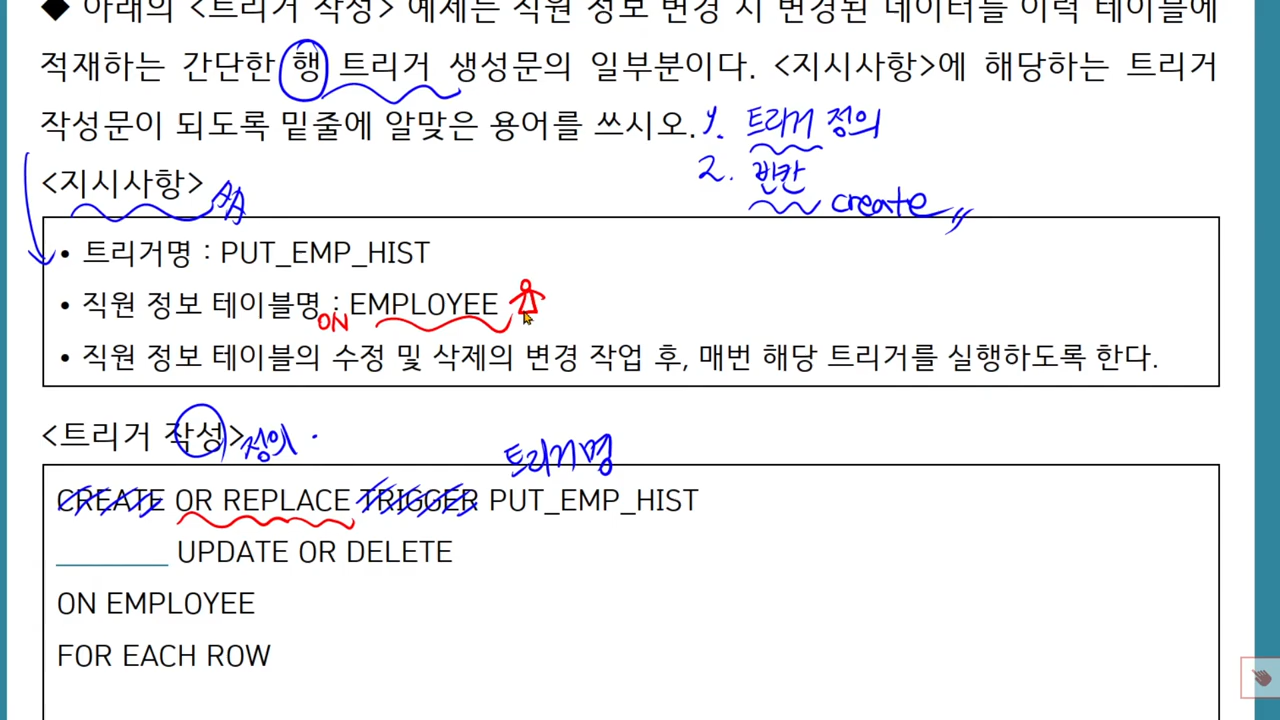 ◆ 아래의 <트리거 작성> 예제는 직원 정보 변경 시 변경된 데이터를 이력 테이블에
적재하는 간단한 행 트리거 생성문의 일부분이다. <지시사항>에 해당하는 트리거
작성문이 되도록 밑줄에 알맞은 용어를 쓰시오.
1. 트리거 정의
2. 빈칸
create
<지시사항>
• 트리거명 : PUT_EMP_HIST
• 직원 정보 테이블명 : EMPLOYEE
ON
• 직원 정보 테이블의 수정 및 삭제의 변경 작업 후, 매번 해당 트리거를 실행하도록 한다.
<트리거 작성> 정의
트리거명
CREATE OR REPLACE TRIGGER PUT_EMP_HIST
________ UPDATE OR DELETE
ON EMPLOYEE
FOR EACH ROW